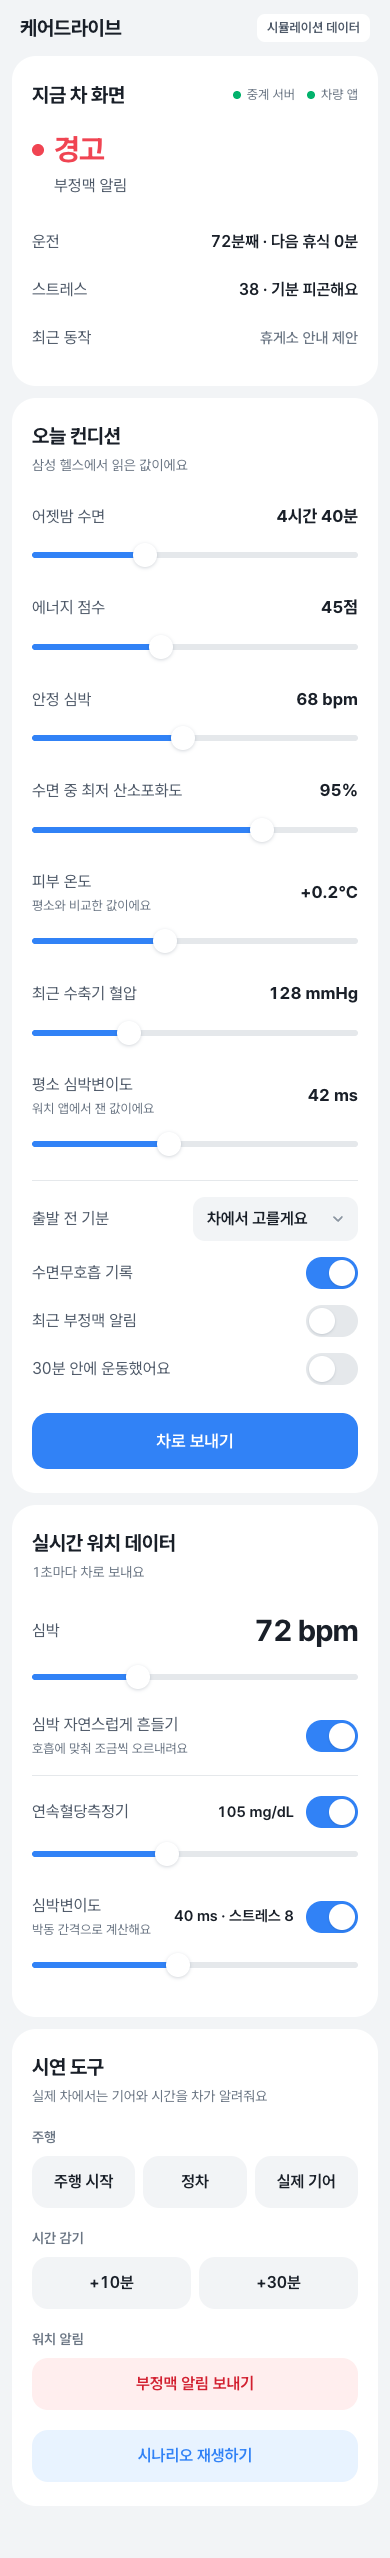 케어드라이브
시뮬레이션 데이터
지금 차 화면
중계 서버
차량 앱
경고
부정맥 알림
운전
72분째 · 다음 휴식 0분
스트레스
38 · 기분 피곤해요
최근 동작
휴게소 안내 제안
오늘 컨디션
삼성 헬스에서 읽은 값이에요
어젯밤 수면
4시간 40분
에너지 점수
45점
안정 심박
68 bpm
수면 중 최저 산소포화도
95%
피부 온도
+0.2°C
평소와 비교한 값이에요
최근 수축기 혈압
128 mmHg
평소 심박변이도
42 ms
워치 앱에서 잰 값이에요
출발 전 기분
차에서 고를게요
수면무호흡 기록
최근 부정맥 알림
30분 안에 운동했어요
차로 보내기
실시간 워치 데이터
1초마다 차로 보내요
심박
72 bpm
심박 자연스럽게 흔들기
호흡에 맞춰 조금씩 오르내려요
연속혈당측정기
105 mg/dL
심박변이도
40 ms · 스트레스 8
박동 간격으로 계산해요
시연 도구
실제 차에서는 기어와 시간을 차가 알려줘요
주행
주행 시작
정차
실제 기어
시간 감기
+10분
+30분
워치 알림
부정맥 알림 보내기
시나리오 재생하기